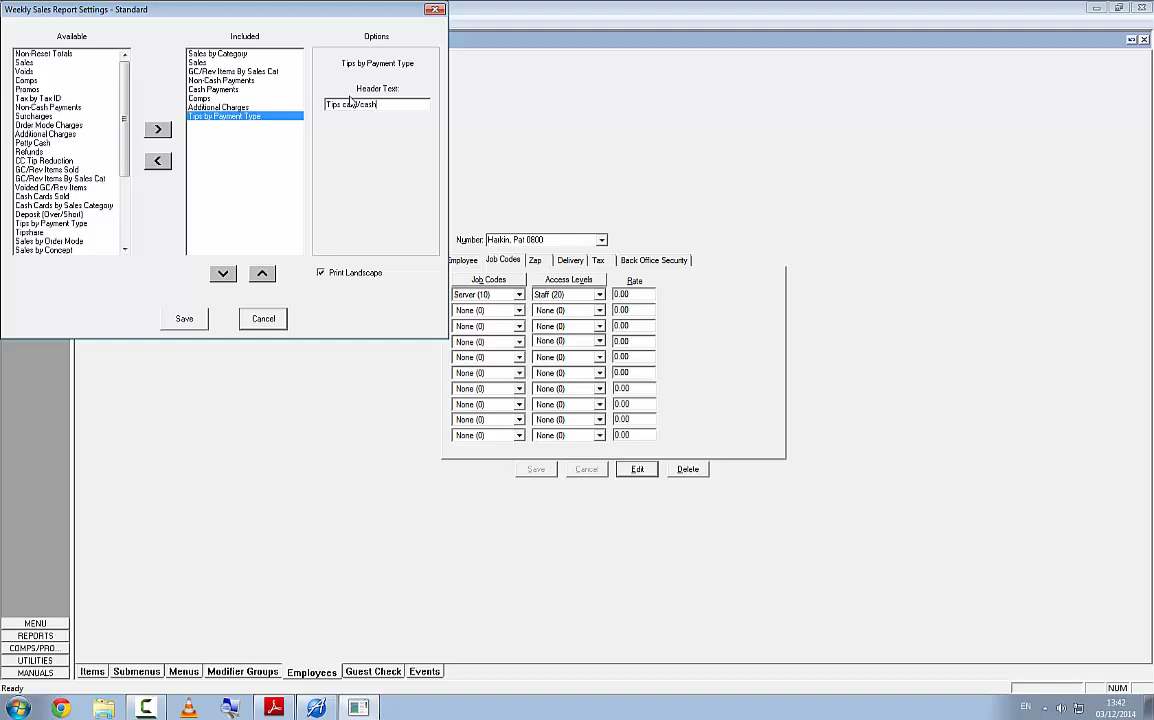 Weekly Sales Report Settings - Standard
Available
Included
Options
Non-Reset Totals
Sales
Voids
Comps
Promos
Tax by Tax ID
Non-Cash Payments
Surcharges
Order Mode Charges
Additional Charges
Petty Cash
Refunds
CC Tip Reduction
GC/Rev Items Sold
GC/Rev Items By Sales Cat
Voided GC/Rev Items
Cash Cards Sold
Cash Cards by Sales Category
Deposit (Over/Short)
Tips by Payment Type
Tipshare
Sales by Order Mode
Sales by Concept
>
<
Sales by Category
Sales
GC/Rev Items By Sales Cat
Non-Cash Payments
Cash Payments
Comps
Additional Charges
Tips by Payment Type
Tips by Payment Type
Header Text:
Tips card/cash
Print Landscape
Save
Cancel
Number:
Harkin, Pat 0800
Employee
Job Codes
Zap
Delivery
Tax
Back Office Security
Job Codes
Access Levels
Rate
Server (10)
Staff (20)
0.00
None (0)
None (0)
0.00
None (0)
None (0)
0.00
None (0)
None (0)
0.00
None (0)
None (0)
0.00
None (0)
None (0)
0.00
None (0)
None (0)
0.00
None (0)
None (0)
0.00
None (0)
None (0)
0.00
None (0)
None (0)
0.00
Save
Cancel
Edit
Delete
MENU
REPORTS
COMPS/PRO...
UTILITIES
MANUALS
Items
Submenus
Menus
Modifier Groups
Employees
Guest Check
Events
Ready
NUM
EN
13:42
03/12/2014